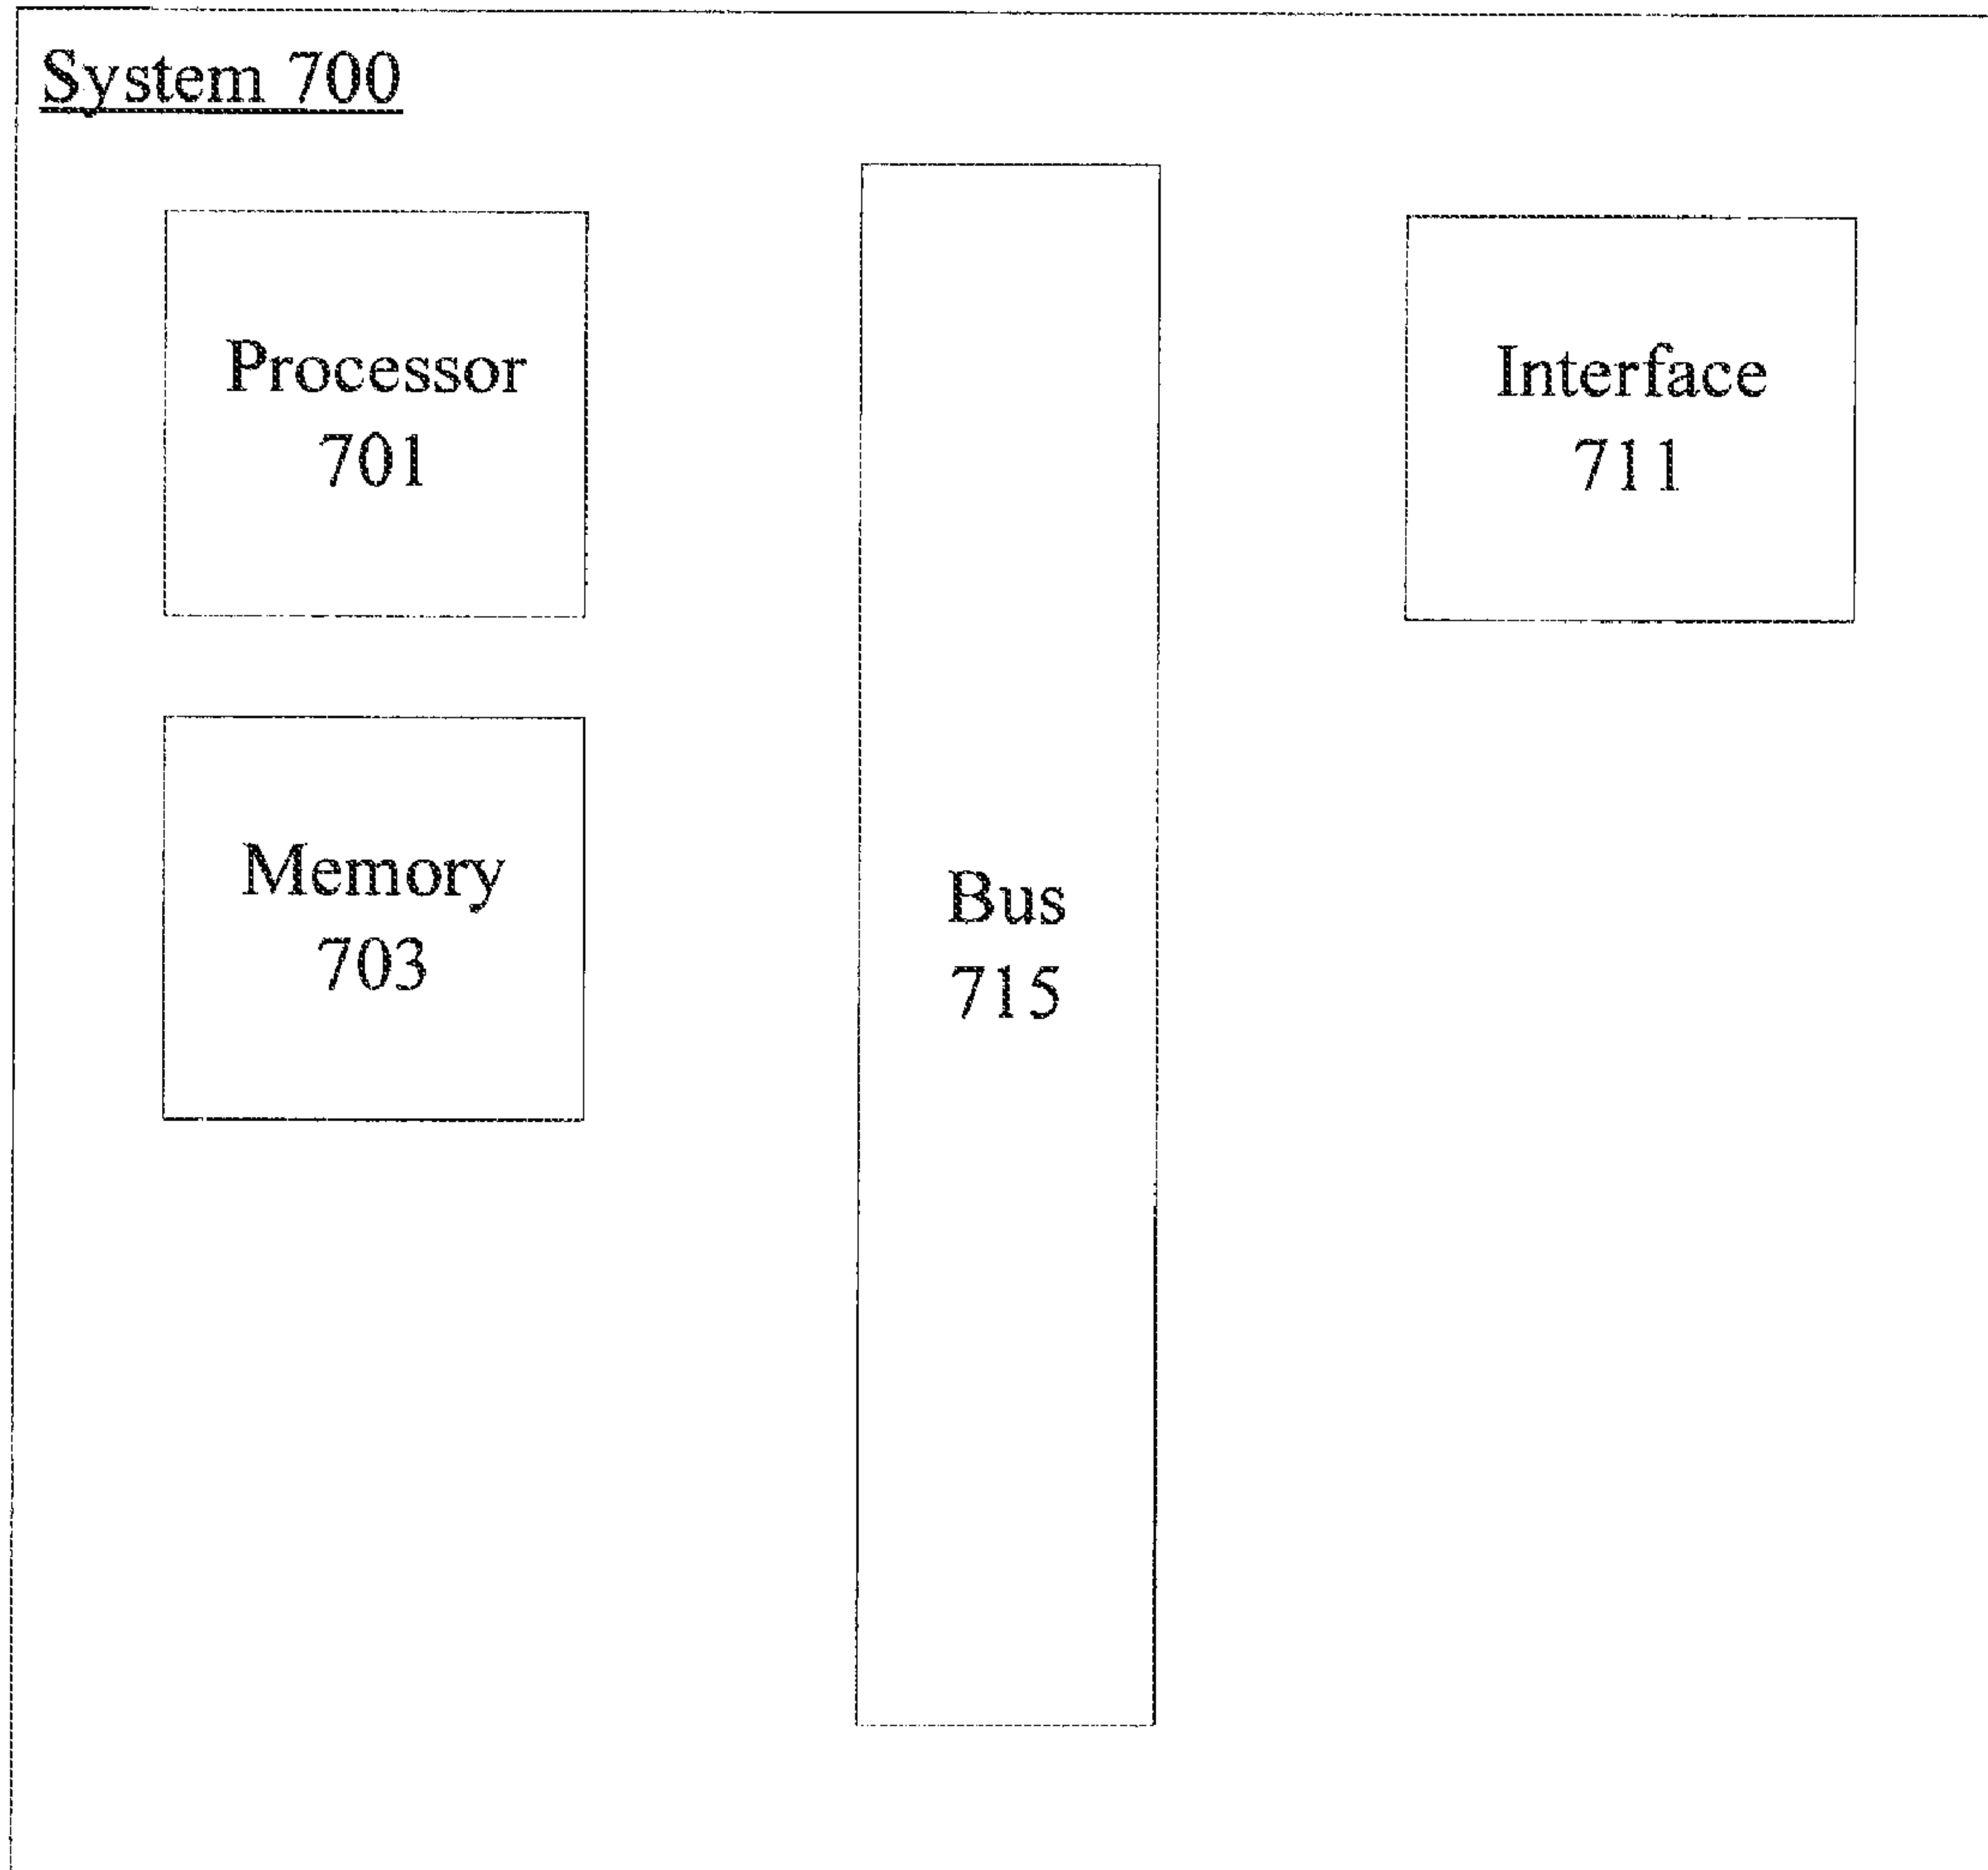 System 700
Processor
701
Interface
711
Memory
703
Bus
715